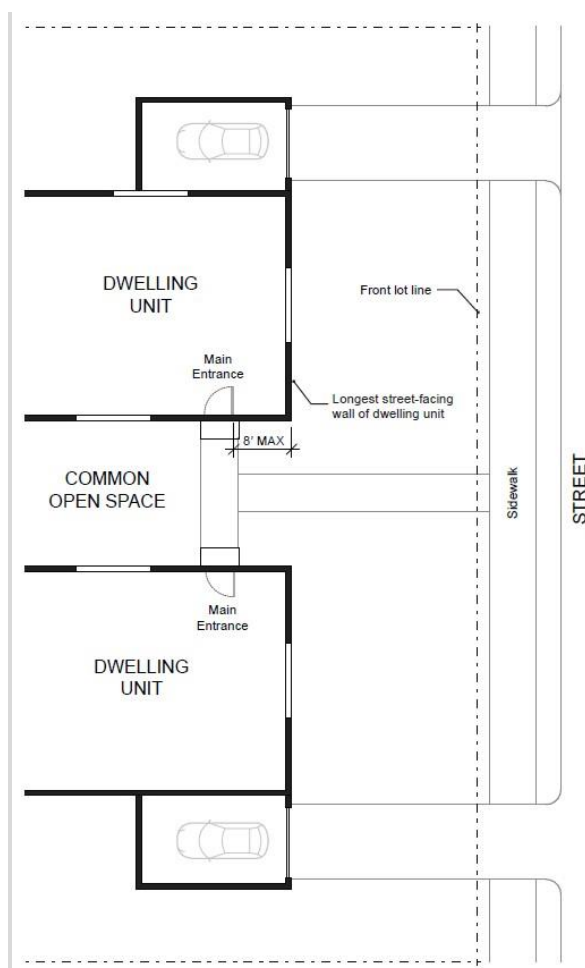 DWELLING
UNIT
Front lot line
Main
Entrance
Longest street-facing
wall of dwelling unit
8' MAX
COMMON
OPEN SPACE
Sidewalk
STREET
Main
Entrance
DWELLING
UNIT